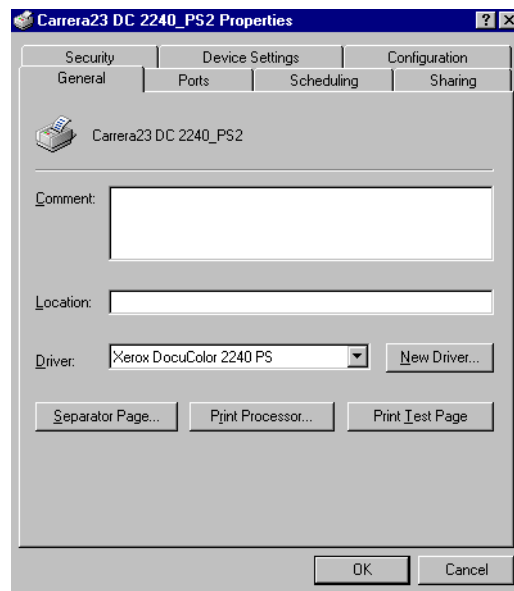 Carrera23 DC 2240_PS2 Properties
Security Device Settings Configuration
General Ports Scheduling Sharing
Carrera23 DC 2240_PS2
Comment:
Location:
Driver: Xerox DocuColor 2240 PS New Driver...
Separator Page... Print Processor... Print Test Page
OK Cancel